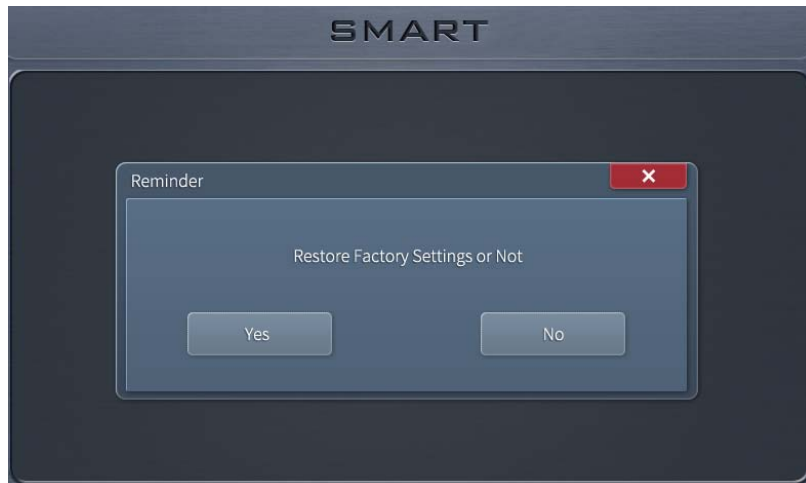 SMART
Reminder
Restore Factory Settings or Not
Yes
No